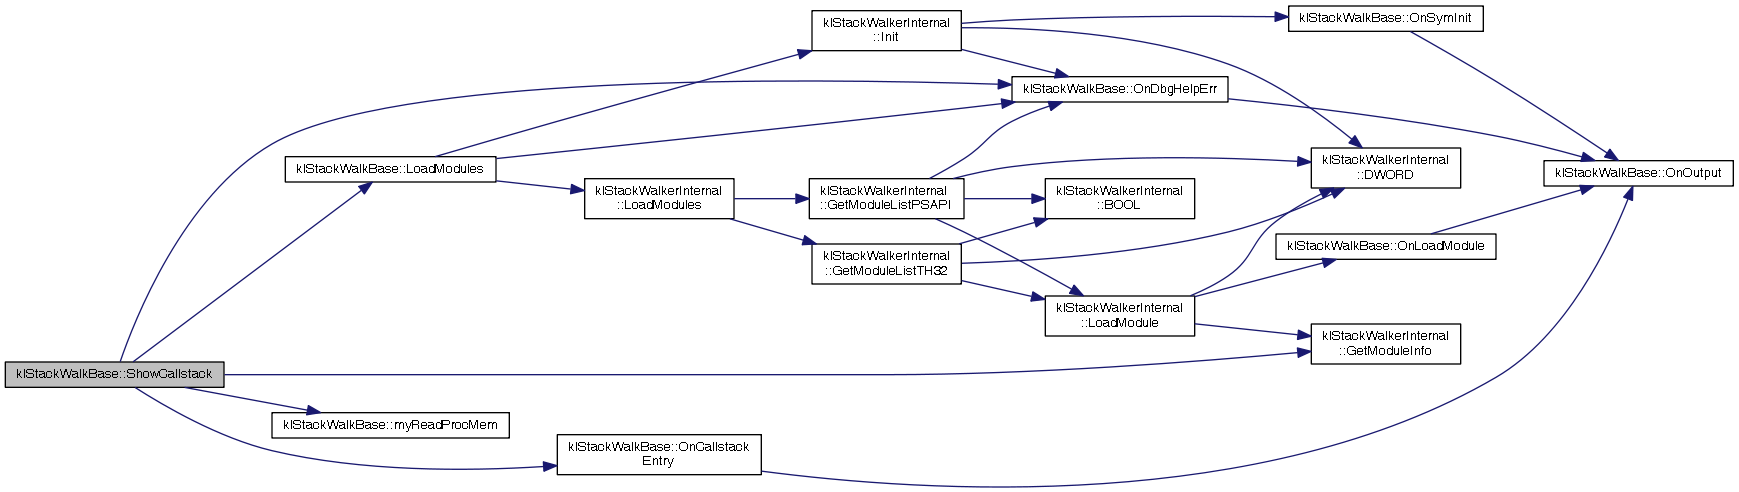 klStackWalkerInternal
::Init
klStackWalkBase::OnSymInit
klStackWalkBase::OnDbgHelpErr
klStackWalkBase::LoadModules
klStackWalkerInternal
::DWORD
klStackWalkBase::OnOutput
klStackWalkerInternal
::LoadModules
klStackWalkerInternal
::GetModuleListPSAPI
klStackWalkerInternal
::BOOL
klStackWalkerInternal
::GetModuleListTH32
klStackWalkBase::OnLoadModule
klStackWalkerInternal
::LoadModule
klStackWalkerInternal
::GetModuleInfo
klStackWalkBase::ShowCallstack
klStackWalkBase::myReadProcMem
klStackWalkBase::OnCallstack
Entry